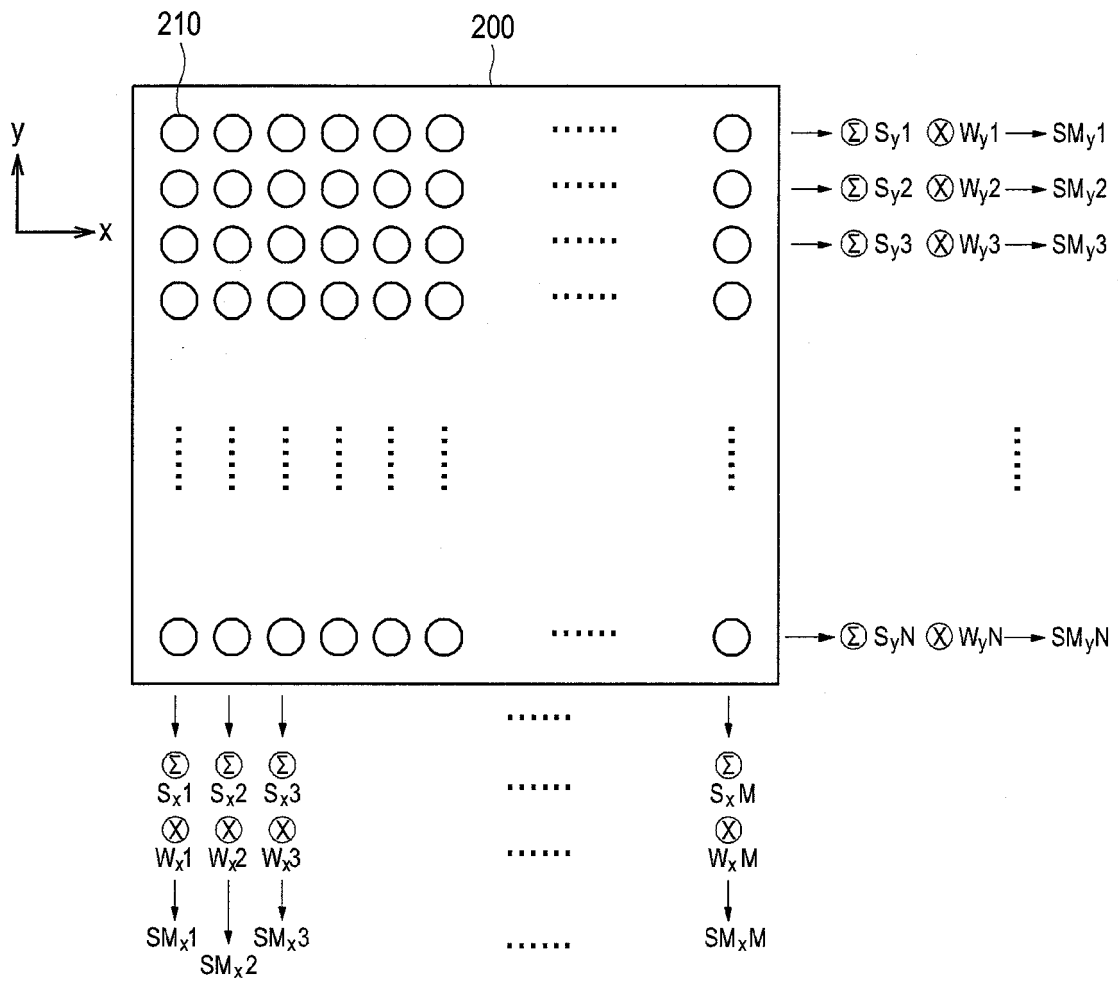 210
200
y
x
Σ Sy1 ⊗ Wy1 → SMy1
Σ Sy2 ⊗ Wy2 → SMy2
Σ Sy3 ⊗ Wy3 → SMy3
Σ SyN ⊗ WyN → SMyN
Σ Σ Σ Σ
Sx1 Sx2 Sx3 SxM
⊗ ⊗ ⊗ ⊗
Wx1 Wx2 Wx3 WxM
SMx1 SMx3 SMxM
SMx2